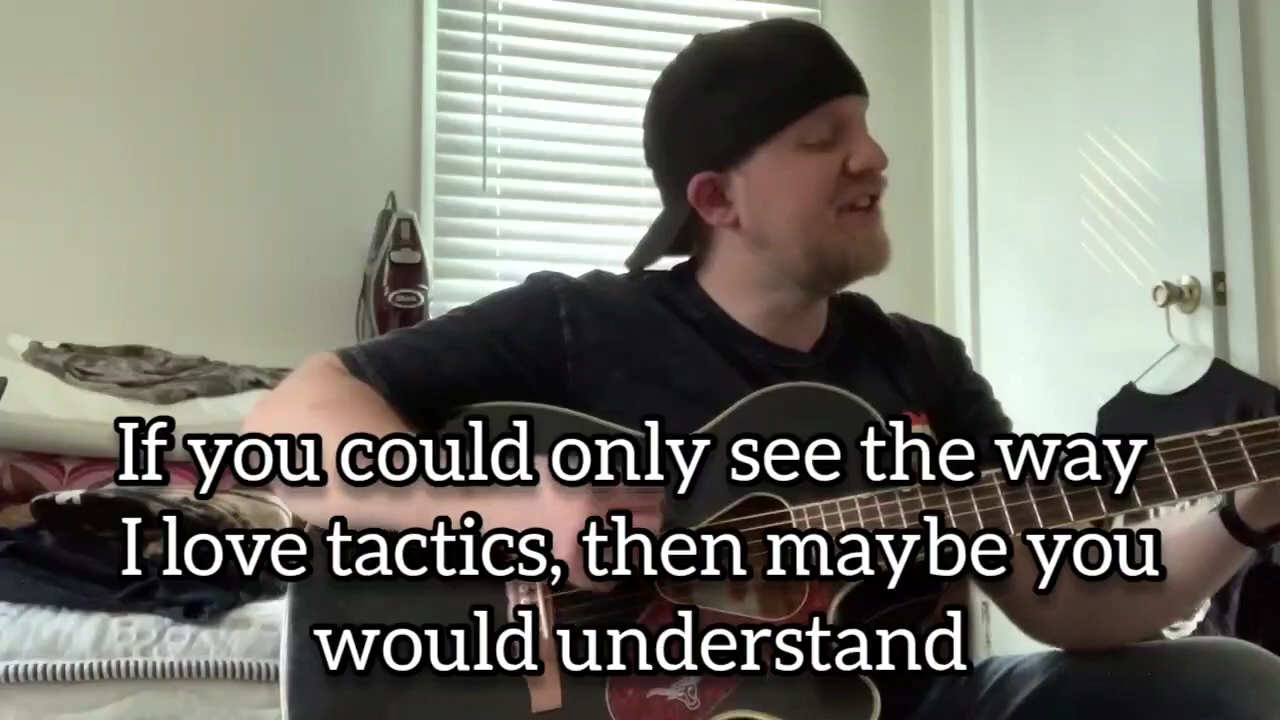 If you could only see the way
I love tactics, then maybe you
would understand